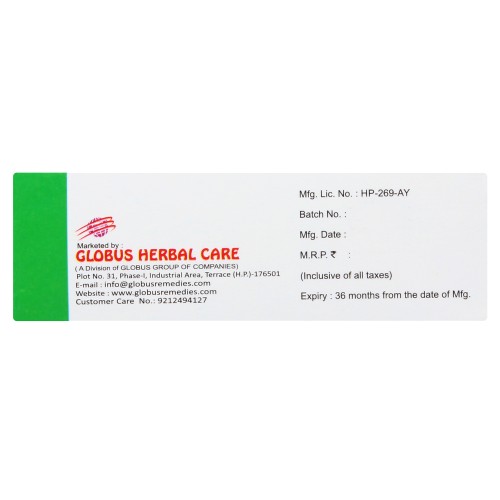 Marketed by :
GLOBUS HERBAL CARE
( A Division of GLOBUS GROUP OF COMPANIES)
Plot No. 31, Phase-I, Industrial Area, Terrace (H.P.)-176501
E-mail : info@globusremedies.com
Website : www.globusremedies.com
Customer Care No.: 9212494127
Mfg. Lic. No. : HP-269-AY
Batch No. :
Mfg. Date :
M.R.P. ₹ :
(Inclusive of all taxes)
Expiry : 36 months from the date of Mfg.